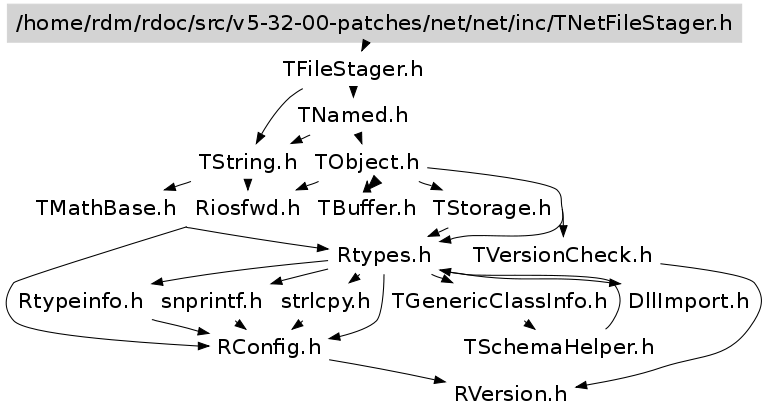 /home/rdm/rdoc/src/v5-32-00-patches/net/net/inc/TNetFileStager.h
TFileStager.h
TNamed.h
TString.h TObject.h
TMathBase.h Riosfwd.h TBuffer.h TStorage.h
Rtypes.h TVersionCheck.h
Rtypeinfo.h snprintf.h strlcpy.h TGenericClassInfo.h DllImport.h
RConfig.h TSchemaHelper.h
RVersion.h